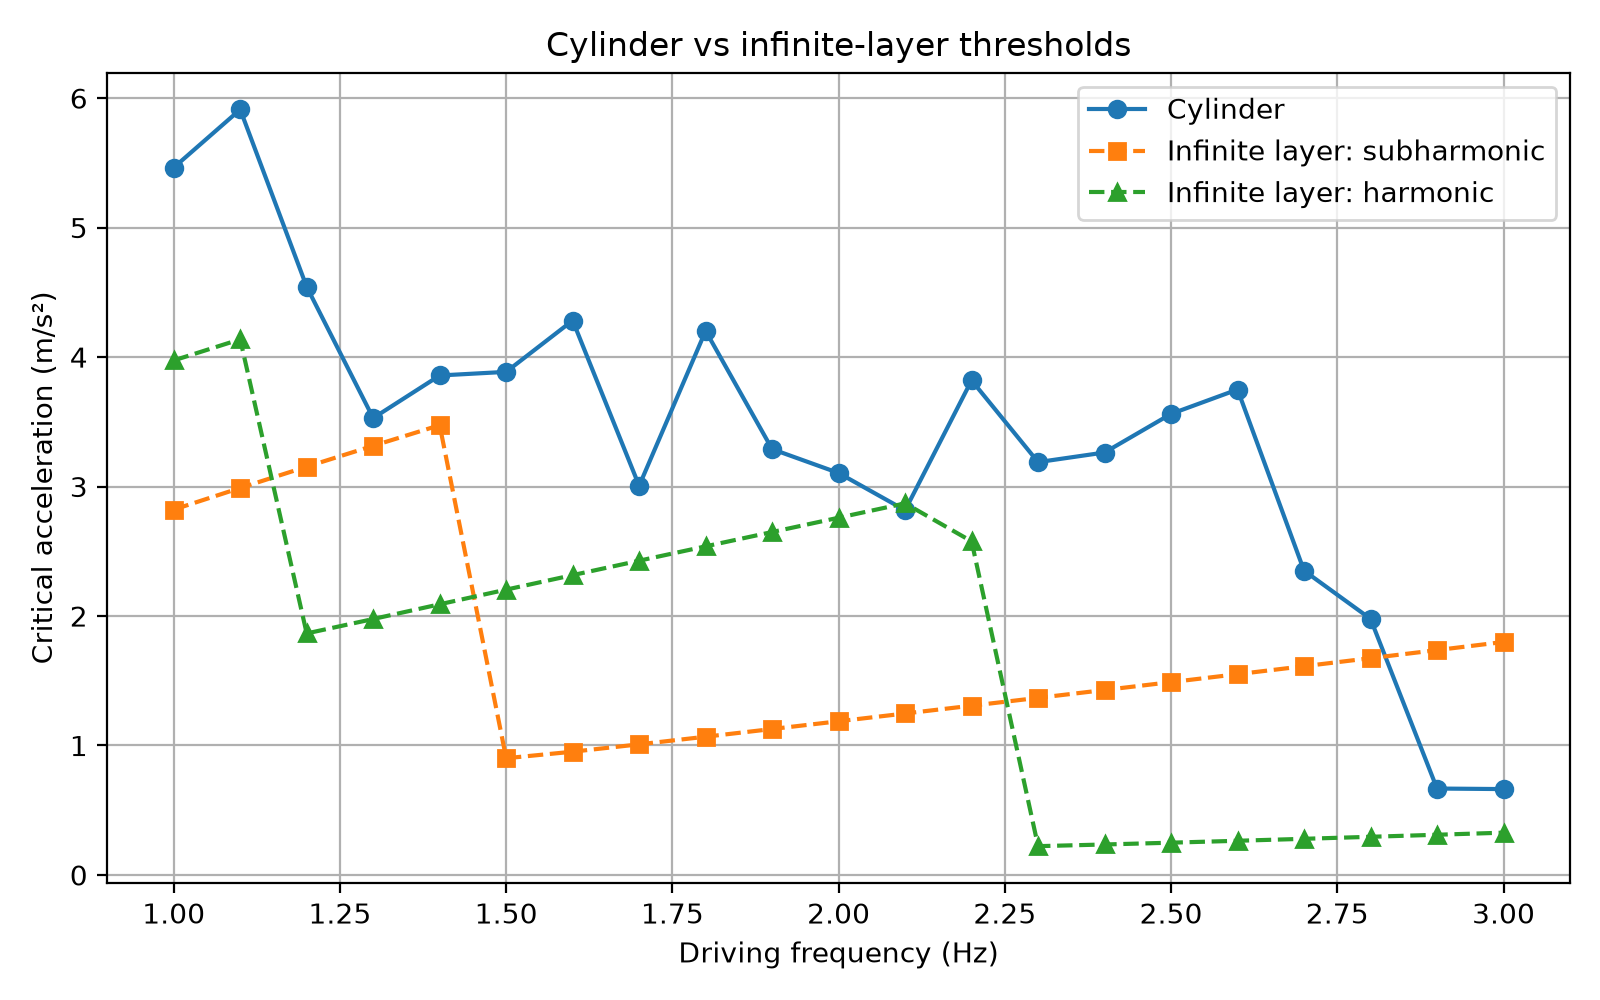 Cylinder vs infinite-layer thresholds
Cylinder
Infinite layer: subharmonic
Infinite layer: harmonic
Critical acceleration (m/s²)
6
5
4
3
2
1
0
1.00 1.25 1.50 1.75 2.00 2.25 2.50 2.75 3.00
Driving frequency (Hz)